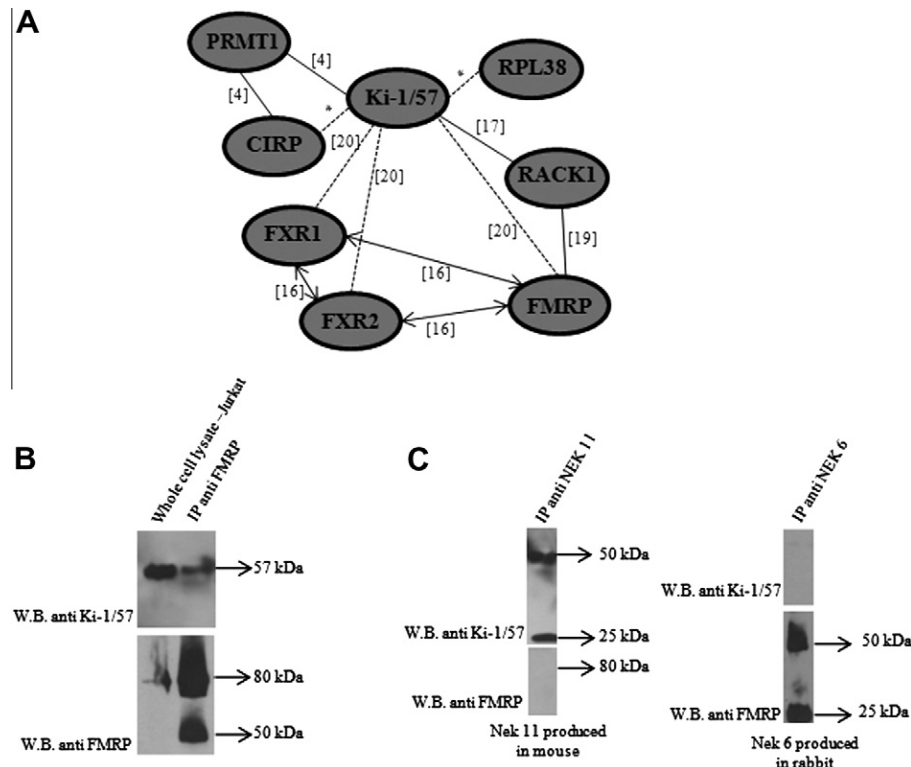 A
PRMT1
[4]
RPL38
*
Ki-1/57
[4]
*
[17]
CIRP
[20]
RACK1
[20]
FXR1
[20]
[19]
[16]
[16]
FMRP
FXR2
[16]
B
Whole cell lysate – Jurkat
IP anti FMRP
57 kDa
W.B. anti Ki-1/57
80 kDa
50 kDa
W.B. anti FMRP
C
IP anti NEK 11
50 kDa
W.B. anti Ki-1/57
25 kDa
80 kDa
W.B. anti FMRP
Nek 11 produced
in mouse
IP anti NEK 6
W.B. anti Ki-1/57
50 kDa
W.B. anti FMRP
25 kDa
Nek 6 produced
in rabbit